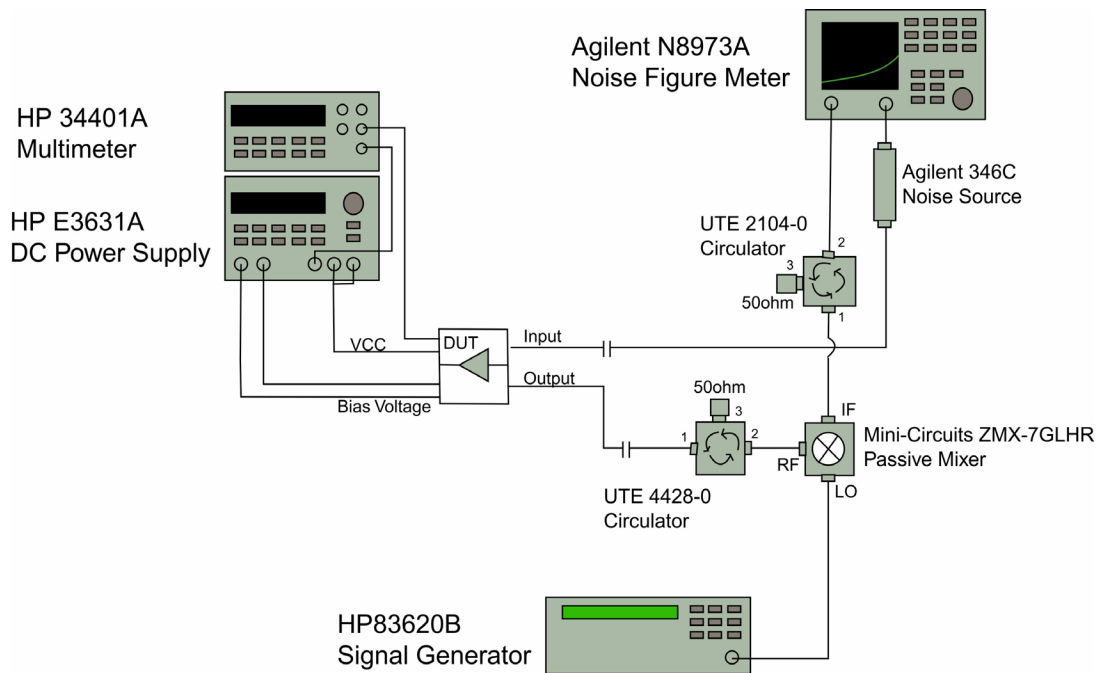 Agilent N8973A
Noise Figure Meter
HP 34401A
Multimeter
Agilent 346C
Noise Source
HP E3631A
DC Power Supply
UTE 2104-0
Circulator
2
3
50ohm
1
VCC
DUT
Input
Output
Bias Voltage
50ohm
3
1
2
IF
RF
LO
Mini-Circuits ZMX-7GLHR
Passive Mixer
UTE 4428-0
Circulator
HP83620B
Signal Generator